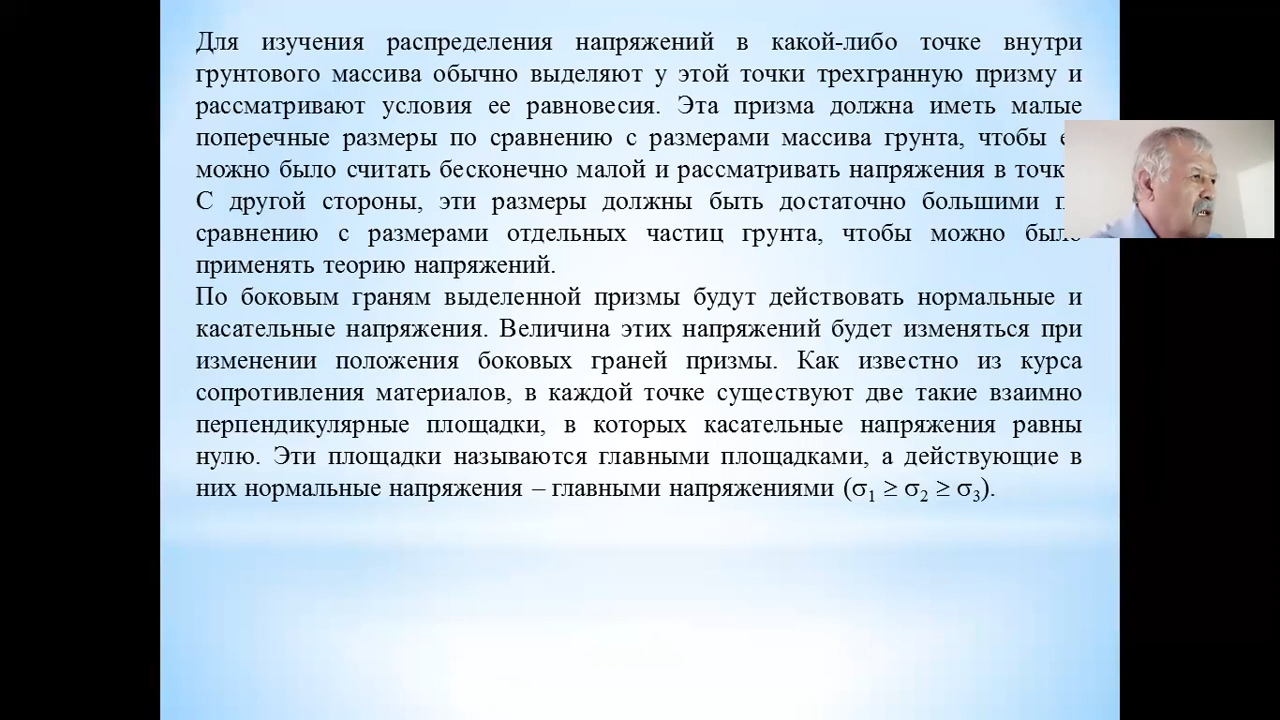 Для изучения распределения напряжений в какой-либо точке внутри
грунтового массива обычно выделяют у этой точки трехгранную призму и
рассматривают условия ее равновесия. Эта призма должна иметь малые
поперечные размеры по сравнению с размерами массива грунта, чтобы
можно было считать бесконечно малой и рассматривать напряжения в
С другой стороны, эти размеры должны быть достаточно большими
сравнению с размерами отдельных частиц грунта, чтобы можно было
применять теорию напряжений.
По боковым граням выделенной призмы будут действовать нормальные и
касательные напряжения. Величина этих напряжений будет изменяться при
изменении положения боковых граней призмы. Как известно из курса
сопротивления материалов, в каждой точке существуют две такие взаимно
перпендикулярные площадки, в которых касательные напряжения равны
нулю. Эти площадки называются главными площадками, а действующие в
них нормальные напряжения – главными напряжениями (σ₁ ≥ σ₂ ≥ σ₃).